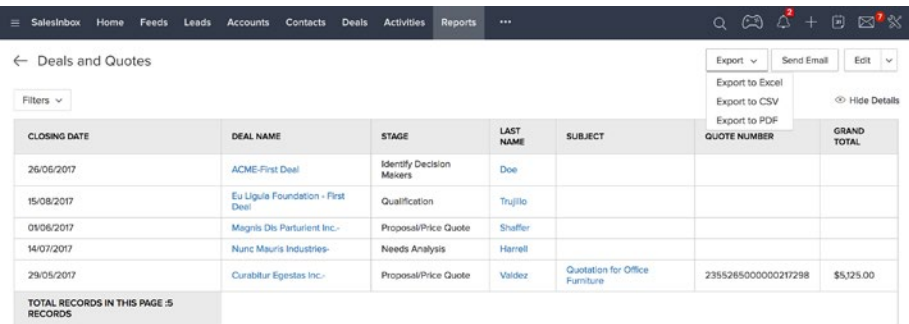 SalesInbox Home Feeds Leads Accounts Contacts Deals Activities Reports ••• 2 7
← Deals and Quotes Export Send Email Edit
Export to Excel
Filters Export to CSV Hide Details
Export to PDF
CLOSING DATE DEAL NAME STAGE LAST NAME SUBJECT QUOTE NUMBER GRAND TOTAL
26/06/2017 ACME-First Deal Identify Decision Makers Doe
15/08/2017 Eu Ligula Foundation - First Deal Qualification Trujillo
01/06/2017 Magnis Dis Parturient Inc.- Proposal/Price Quote Shaffer
14/07/2017 Nunc Mauris Industries- Needs Analysis Harrell
29/05/2017 Curabitur Egestas Inc.- Proposal/Price Quote Valdez Quotation for Office Furniture 2355265000000217298 $5,125.00
TOTAL RECORDS IN THIS PAGE :5
RECORDS